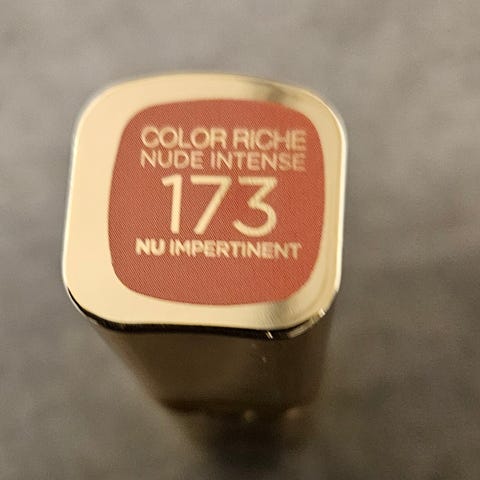 COLOR RICHE
NUDE INTENSE
173
NU IMPERTINENT